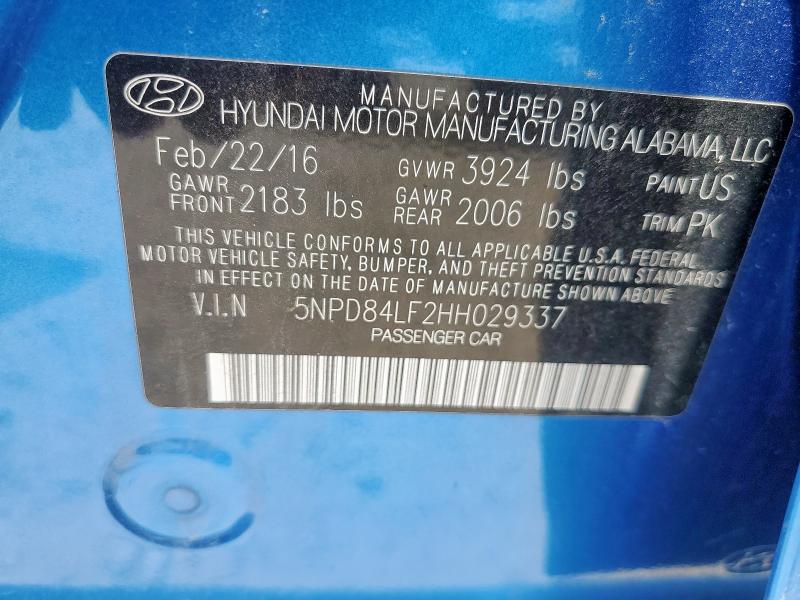 MANUFACTURED BY
HYUNDAI MOTOR MANUFACTURING ALABAMA, LLC
Feb/22/16 GVWR 3924 lbs PAINT US
GAWR FRONT 2183 lbs GAWR REAR 2006 lbs TRIM PK
THIS VEHICLE CONFORMS TO ALL APPLICABLE U.S.A. FEDERAL
MOTOR VEHICLE SAFETY, BUMPER, AND THEFT PREVENTION STANDARDS
IN EFFECT ON THE DATE OF MANUFACTURE SHOWN ABOVE.
V.I.N 5NPD84LF2HH029337
PASSENGER CAR